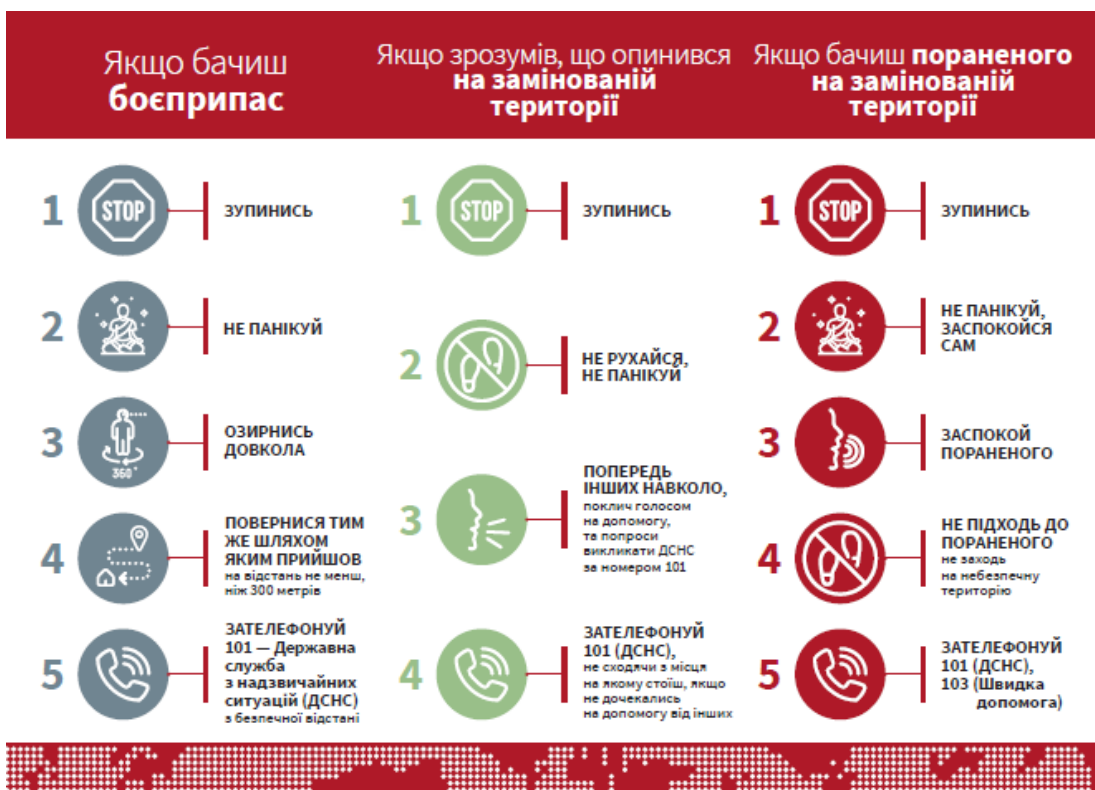 Якщо бачиш
боєприпас
1
STOP
ЗУПИНИСЬ
2
НЕ ПАНІКУЙ
3
360°
ОЗИРНИСЬ
ДОВКОЛА
4
ПОВЕРНИСЯ ТИМ
ЖЕ ШЛЯХОМ
ЯКИМ ПРИЙШОВ
на відстань не менш,
ніж 300 метрів
5
ЗАТЕЛЕФОНУЙ
101 — Державна
служба
з надзвичайних
ситуацій (ДСНС)
з безпечної відстані
Якщо зрозумів, що опинився
на замінованій
території
1
STOP
ЗУПИНИСЬ
2
НЕ РУХАЙСЯ,
НЕ ПАНІКУЙ
3
ПОПЕРЕДЬ
ІНШИХ НАВКОЛО,
поклич голосом
на допомогу,
та попроси
викликати ДСНС
за номером 101
4
ЗАТЕЛЕФОНУЙ
101 (ДСНС),
не сходячи з місця
на якому стоїш, якщо
не дочекались
на допомогу від інших
Якщо бачиш пораненого
на замінованій
території
1
STOP
ЗУПИНИСЬ
2
НЕ ПАНІКУЙ,
ЗАСПОКОЙСЯ
САМ
3
ЗАСПОКОЙ
ПОРАНЕНОГО
4
НЕ ПІДХОДЬ ДО
ПОРАНЕНОГО
не заходь
на небезпечну
територію
5
ЗАТЕЛЕФОНУЙ
101 (ДСНС),
103 (Швидка
допомога)